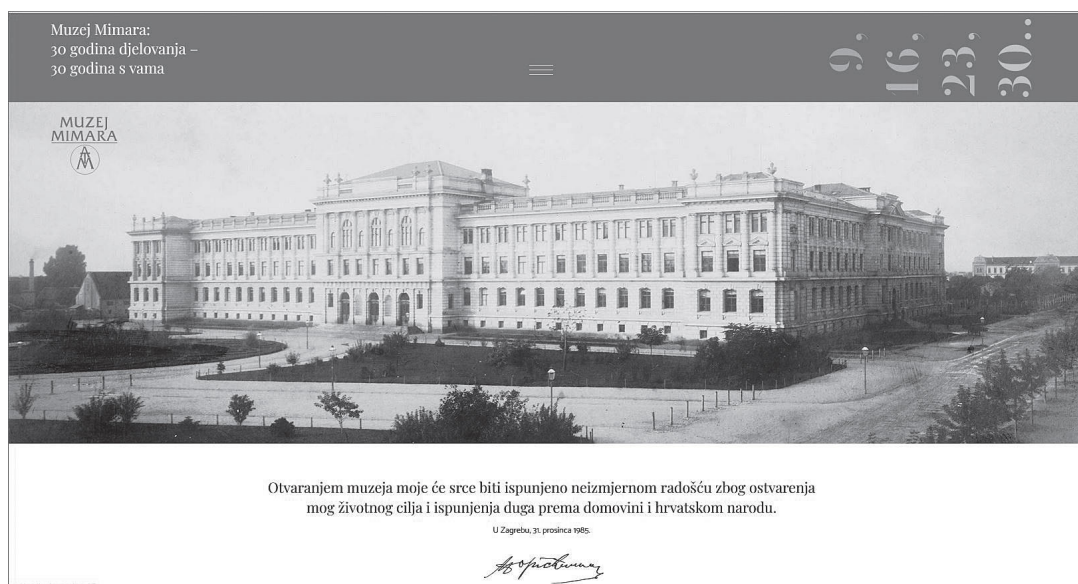 Muzej Mimara:
30 godina djelovanja –
30 godina s vama
9,
16,
23,
30.
MUZEJ
MIMARA
Otvaranjem muzeja moje će srce biti ispunjeno neizmjernom radošću zbog ostvarenja
mog životnog cilja i ispunjenja duga prema domovini i hrvatskom narodu.
U Zagrebu, 31. prosinca 1985.